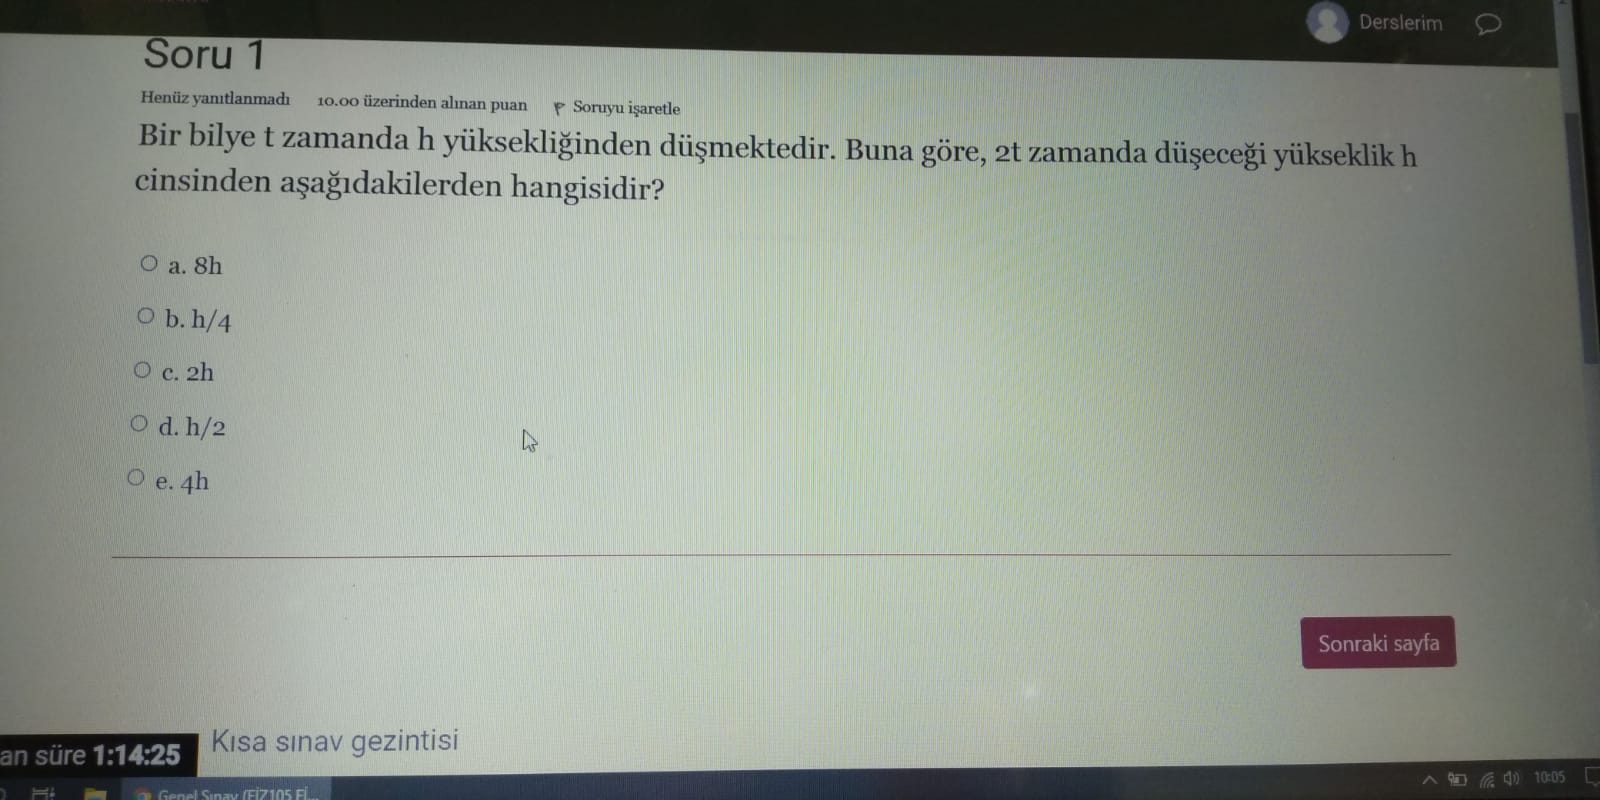 Derslerim
Soru 1
Henüz yanıtlanmadı 10.00 üzerinden alınan puan Soruyu işaretle
Bir bilye t zamanda h yüksekliğinden düşmektedir. Buna göre, 2t zamanda düşeceği yükseklik h
cinsinden aşağıdakilerden hangisidir?
a. 8h
b. h/4
c. 2h
d. h/2
e. 4h
Sonraki sayfa
Kısa sınav gezintisi
an süre 1:14:25
Genel Sınav (FİZ105 Fİ...
10:05